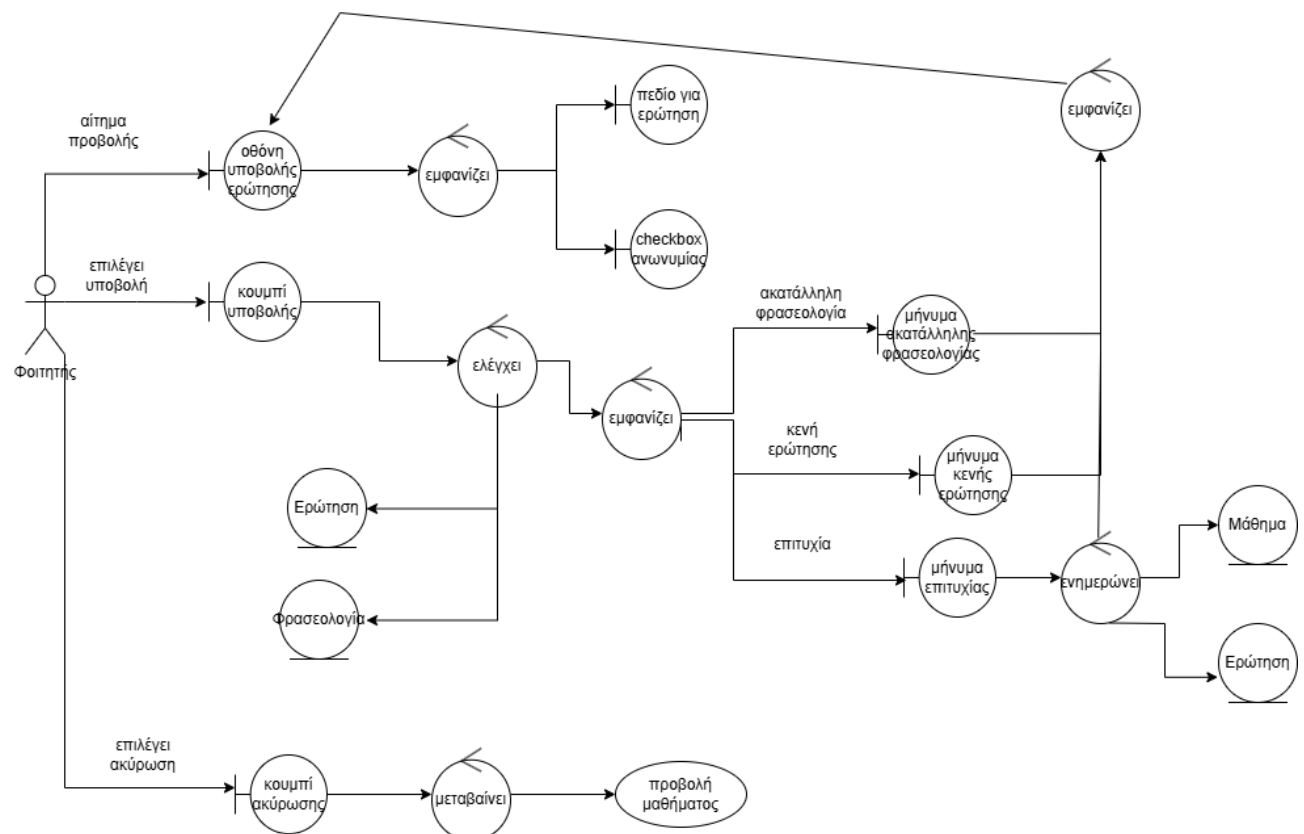 εμφανίζει
πεδίο για
ερώτηση
αίτημα
προβολής
οθόνη
υποβολής
ερώτησης
εμφανίζει
checkbox
ανωνυμίας
επιλέγει
υποβολή
κουμπί
υποβολής
Φοιτητής
ελέγχει
εμφανίζει
ακατάλληλη
φρασεολογία
μήνυμα
ακατάλληλης
φρασεολογίας
κενή
ερώτησης
μήνυμα
κενής
ερώτησης
Ερώτηση
Φρασεολογία
επιτυχία
μήνυμα
επιτυχίας
ενημερώνει
Μάθημα
Ερώτηση
επιλέγει
ακύρωση
κουμπί
ακύρωσης
μεταβαίνει
προβολή
μαθήματος